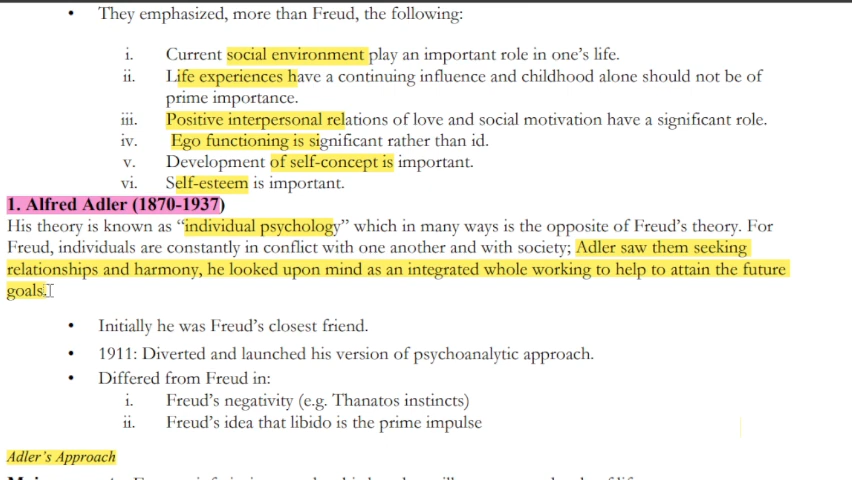 • They emphasized, more than Freud, the following:
i. Current social environment play an important role in one's life.
ii. Life experiences have a continuing influence and childhood alone should not be of
prime importance.
iii. Positive interpersonal relations of love and social motivation have a significant role.
iv. Ego functioning is significant rather than id.
v. Development of self-concept is important.
vi. Self-esteem is important.
1. Alfred Adler (1870-1937)
His theory is known as "individual psychology" which in many ways is the opposite of Freud's theory. For
Freud, individuals are constantly in conflict with one another and with society; Adler saw them seeking
relationships and harmony, he looked upon mind as an integrated whole working to help to attain the future
goals.
• Initially he was Freud's closest friend.
• 1911: Diverted and launched his version of psychoanalytic approach.
• Differed from Freud in:
i. Freud's negativity (e.g. Thanatos instincts)
ii. Freud's idea that libido is the prime impulse
Adler's Approach